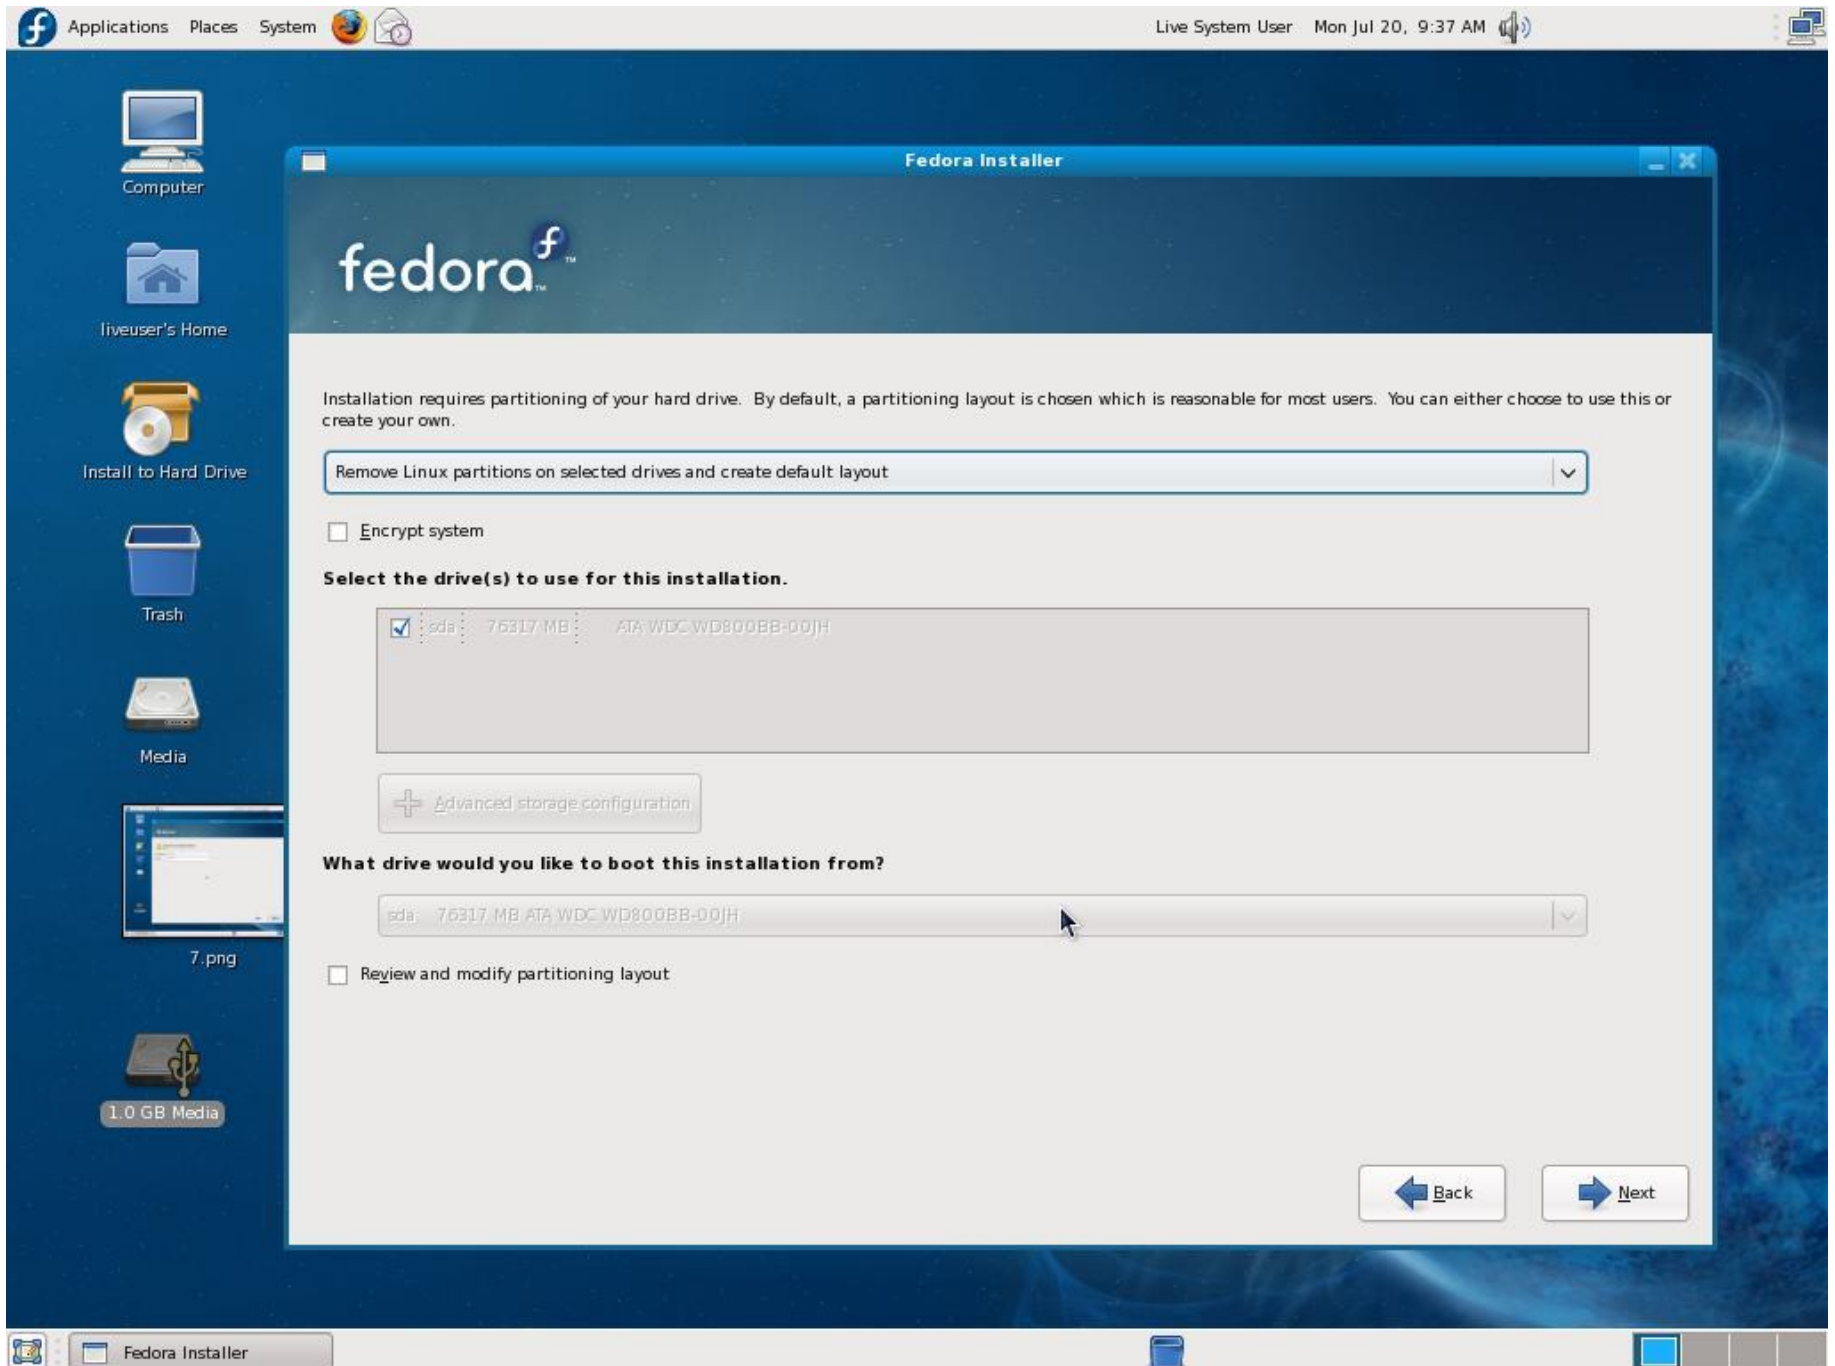 Applications Places System
Live System User Mon Jul 20, 9:37 AM
Computer
liveuser's Home
Install to Hard Drive
Trash
Media
7.png
1.0 GB Media
Fedora Installer
fedora™
Installation requires partitioning of your hard drive. By default, a partitioning layout is chosen which is reasonable for most users. You can either choose to use this or
create your own.
Remove Linux partitions on selected drives and create default layout
Encrypt system
Select the drive(s) to use for this installation.
sda 76317 MB ATA WDC WD800BB-00JH
Advanced storage configuration
What drive would you like to boot this installation from?
sda 76317 MB ATA WDC WD800BB-00JH
Review and modify partitioning layout
Back
Next
Fedora Installer